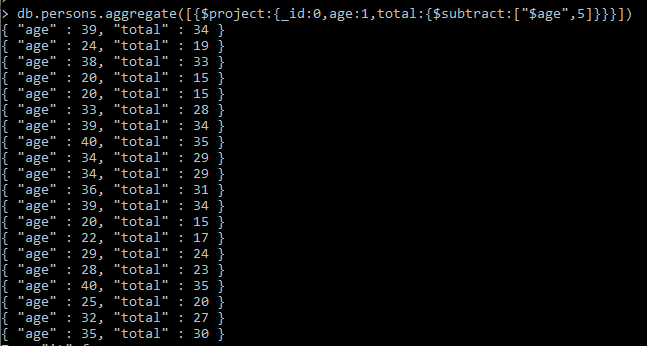 > db.persons.aggregate([{$project:{_id:0,age:1,total:{$subtract:["$age",5]}}}])
{ "age" : 39, "total" : 34 }
{ "age" : 24, "total" : 19 }
{ "age" : 38, "total" : 33 }
{ "age" : 20, "total" : 15 }
{ "age" : 20, "total" : 15 }
{ "age" : 33, "total" : 28 }
{ "age" : 39, "total" : 34 }
{ "age" : 40, "total" : 35 }
{ "age" : 34, "total" : 29 }
{ "age" : 34, "total" : 29 }
{ "age" : 36, "total" : 31 }
{ "age" : 39, "total" : 34 }
{ "age" : 20, "total" : 15 }
{ "age" : 22, "total" : 17 }
{ "age" : 29, "total" : 24 }
{ "age" : 28, "total" : 23 }
{ "age" : 40, "total" : 35 }
{ "age" : 25, "total" : 20 }
{ "age" : 32, "total" : 27 }
{ "age" : 35, "total" : 30 }